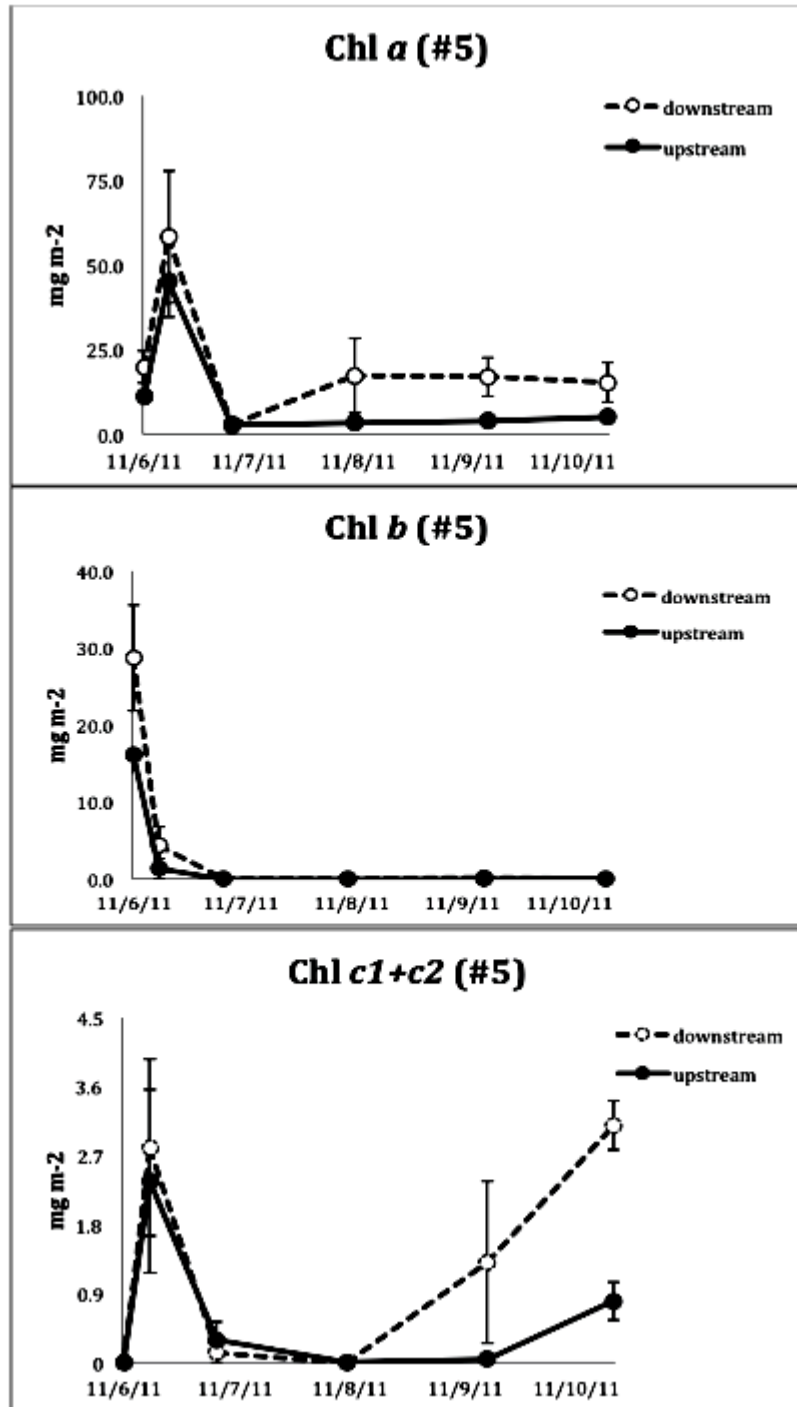 Chl a (#5)
100.0
75.0
50.0
25.0
0.0
mg m-2
downstream
upstream
11/6/11 11/7/11 11/8/11 11/9/11 11/10/11
Chl b (#5)
40.0
30.0
20.0
10.0
0.0
mg m-2
downstream
upstream
11/6/11 11/7/11 11/8/11 11/9/11 11/10/11
Chl c1+c2 (#5)
4.5
3.6
2.7
1.8
0.9
0
mg m-2
downstream
upstream
11/6/11 11/7/11 11/8/11 11/9/11 11/10/11